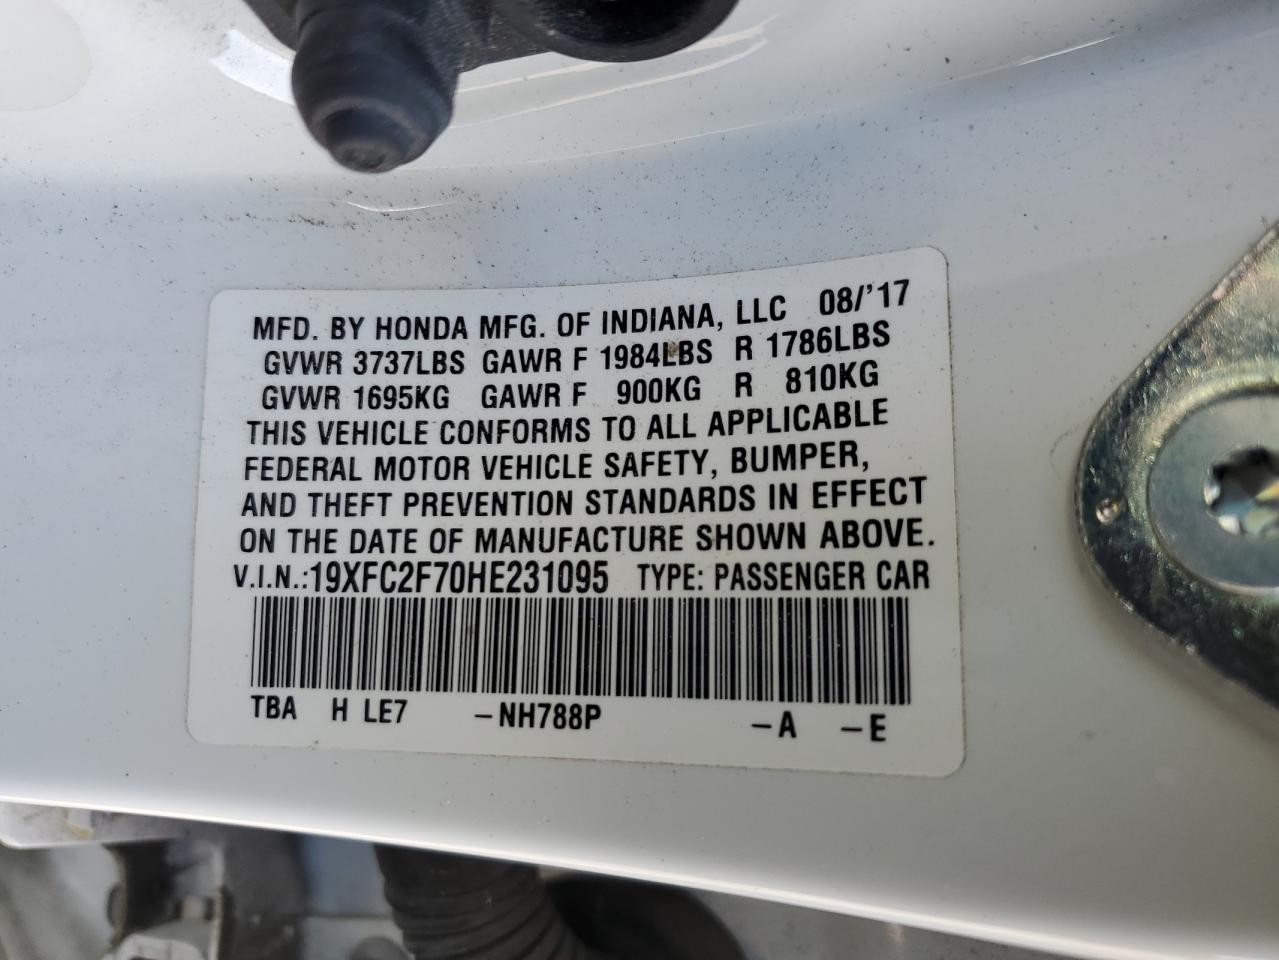 MFD. BY HONDA MFG. OF INDIANA, LLC 08/'17
GVWR 3737LBS GAWR F 1984LBS R 1786LBS
GVWR 1695KG GAWR F 900KG R 810KG
THIS VEHICLE CONFORMS TO ALL APPLICABLE
FEDERAL MOTOR VEHICLE SAFETY, BUMPER,
AND THEFT PREVENTION STANDARDS IN EFFECT
ON THE DATE OF MANUFACTURE SHOWN ABOVE.
V.I.N.:19XFC2F70HE231095 TYPE: PASSENGER CAR
TBA H LE7 -NH788P -A -E